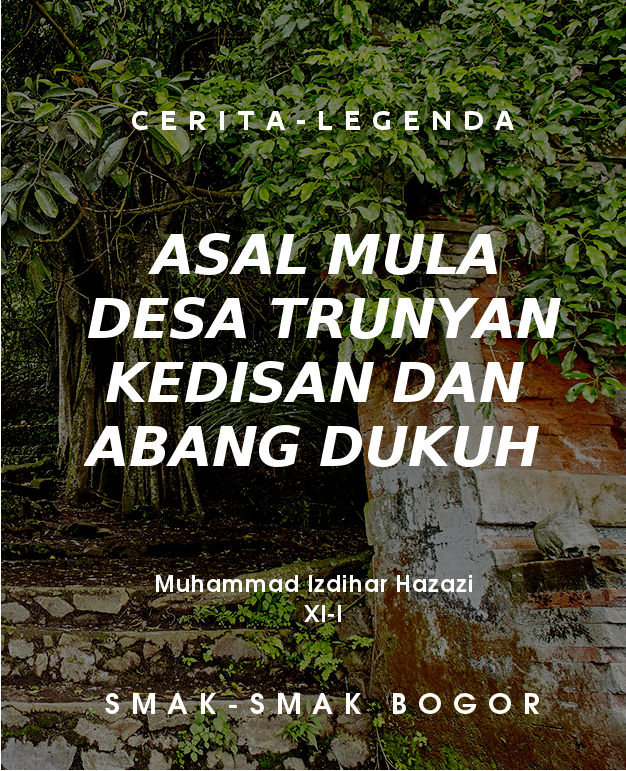 CERITA-LEGENDA
ASAL MULA
DESA TRUNYAN
KEDISAN DAN
ABANG DUKUH
Muhammad Izdihar Hazazi
XI-I
SMAK-SMAK BOGOR